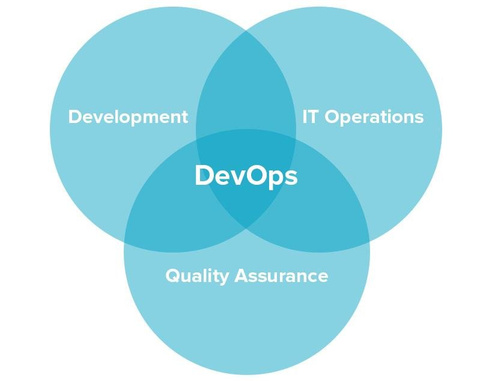 Development
IT Operations
DevOps
Quality Assurance